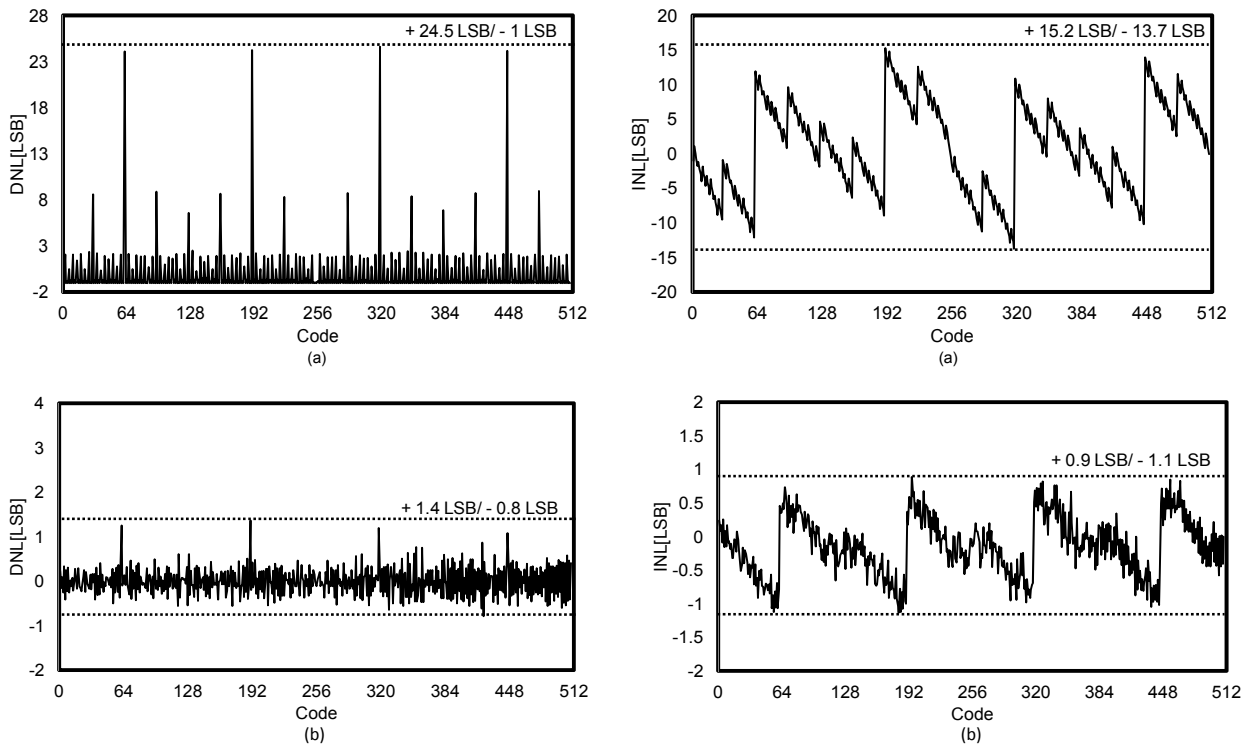 28
23
18
13
8
3
-2
DNL[LSB]
+ 24.5 LSB/ - 1 LSB
0 64 128 192 256 320 384 448 512
Code
(a)
20
15
10
5
0
-5
-10
-15
-20
INL[LSB]
+ 15.2 LSB/ - 13.7 LSB
0 64 128 192 256 320 384 448 512
Code
(a)
4
3
2
1
0
-1
-2
DNL[LSB]
+ 1.4 LSB/ - 0.8 LSB
0 64 128 192 256 320 384 448 512
Code
(b)
2
1.5
1
0.5
0
-0.5
-1
-1.5
-2
INL[LSB]
+ 0.9 LSB/ - 1.1 LSB
0 64 128 192 256 320 384 448 512
Code
(b)